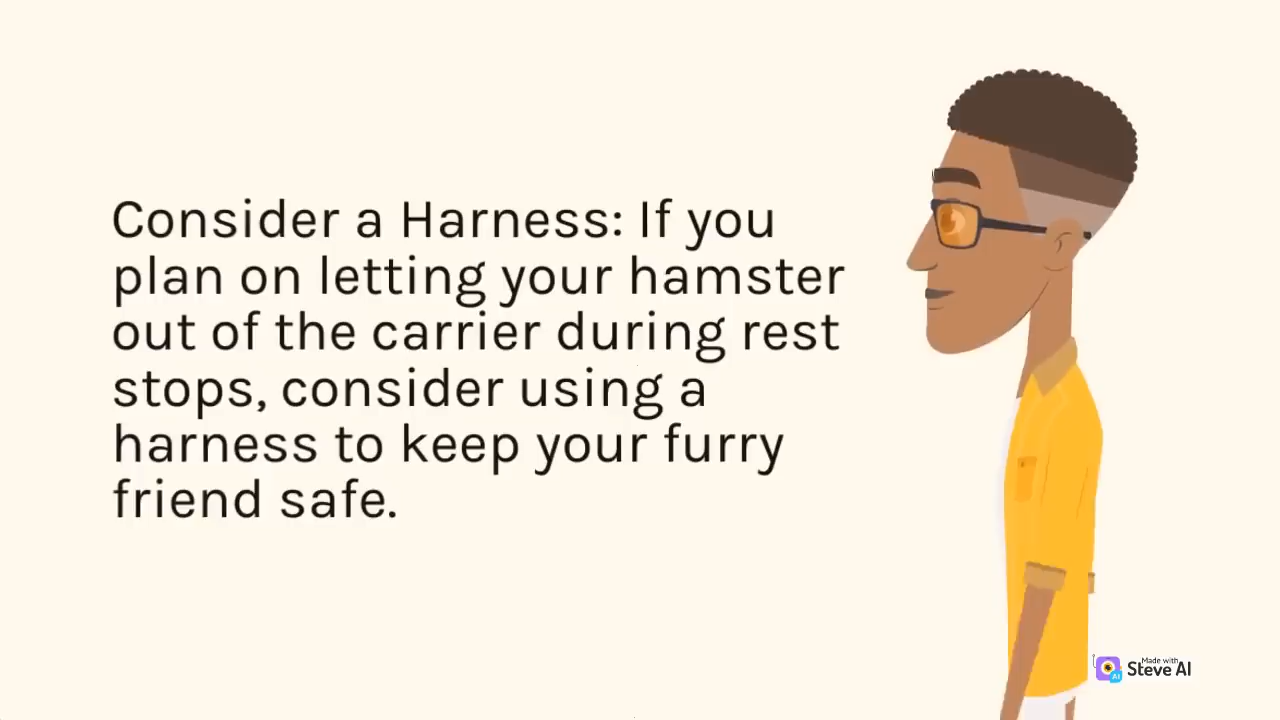 Consider a Harness: If you
plan on letting your hamster
out of the carrier during rest
stops, consider using a
harness to keep your furry
friend safe.
Made with
Steve AI
AI